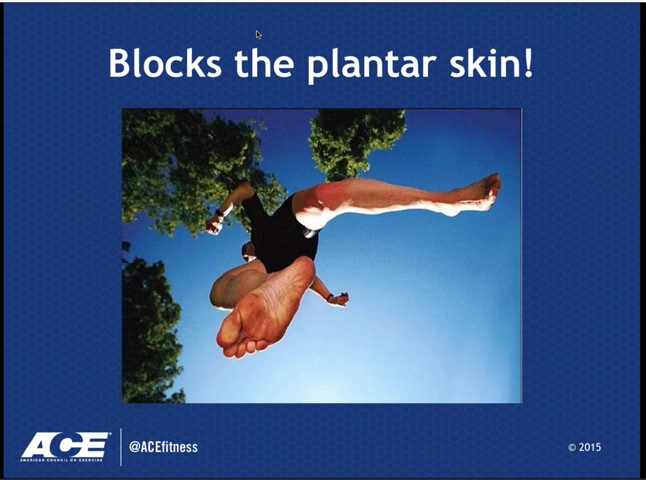 Blocks the plantar skin!
ACE
AMERICAN COUNCIL ON EXERCISE
@ACEfitness
© 2015